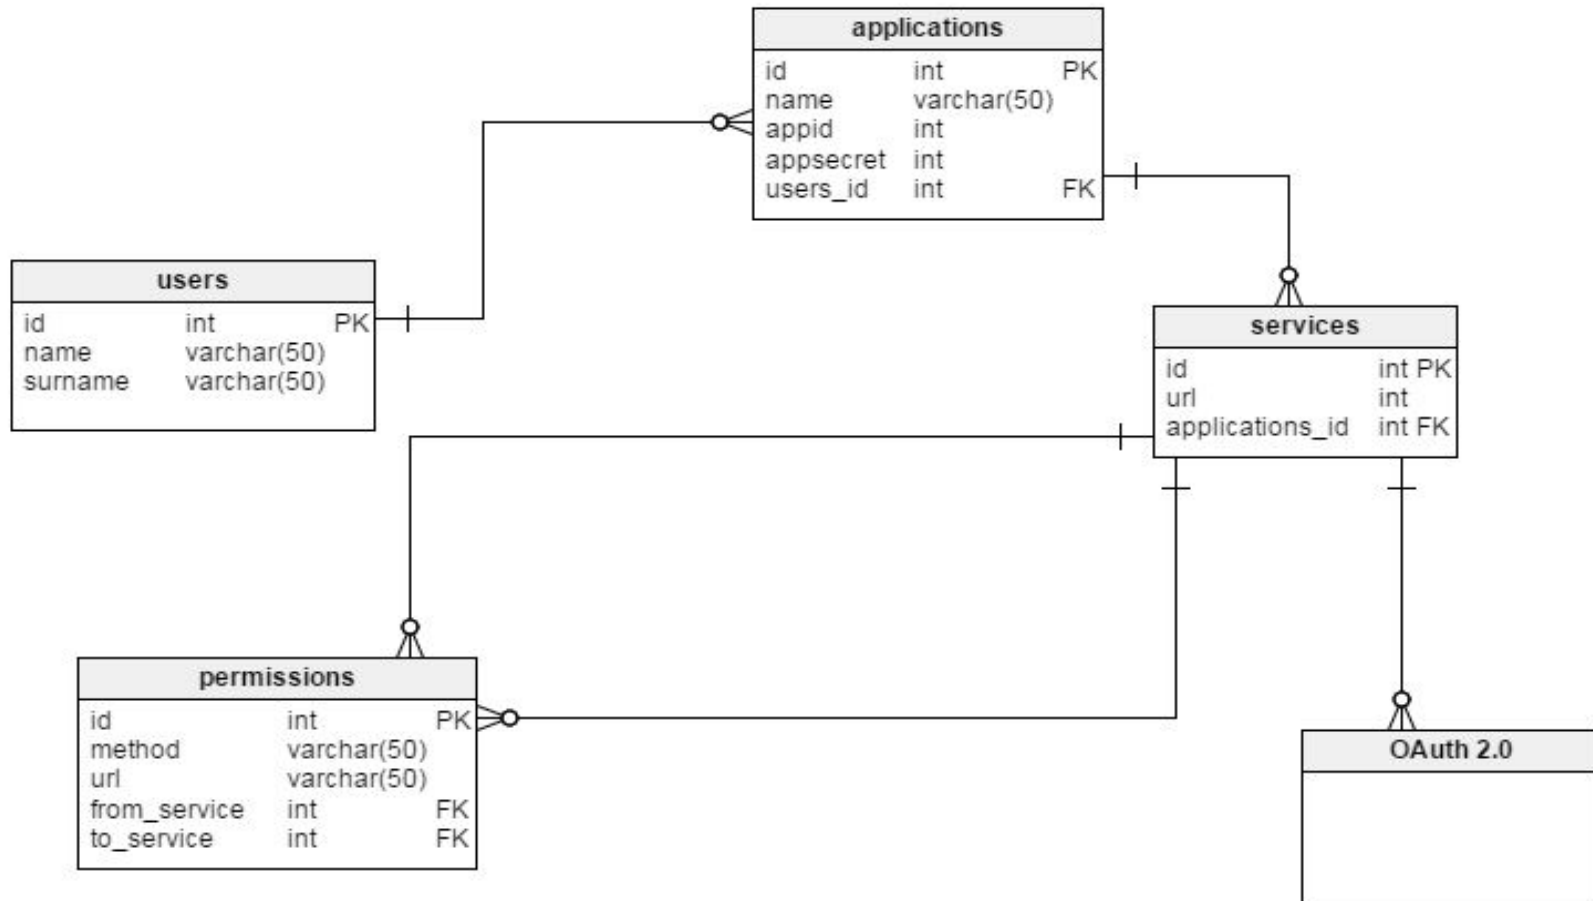 applications
id int PK
name varchar(50)
appid int
appsecret int
users_id int FK
users
id int PK
name varchar(50)
surname varchar(50)
services
id int PK
url int
applications_id int FK
permissions
id int PK
method varchar(50)
url varchar(50)
from_service int FK
to_service int FK
OAuth 2.0